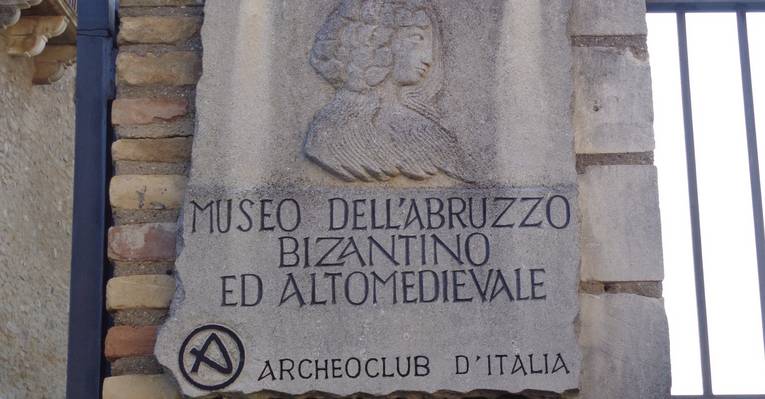 MUSEO DELL'ABRUZZO
BIZANTINO
ED ALTOMEDIEVALE
ARCHEOCLUB D'ITALIA